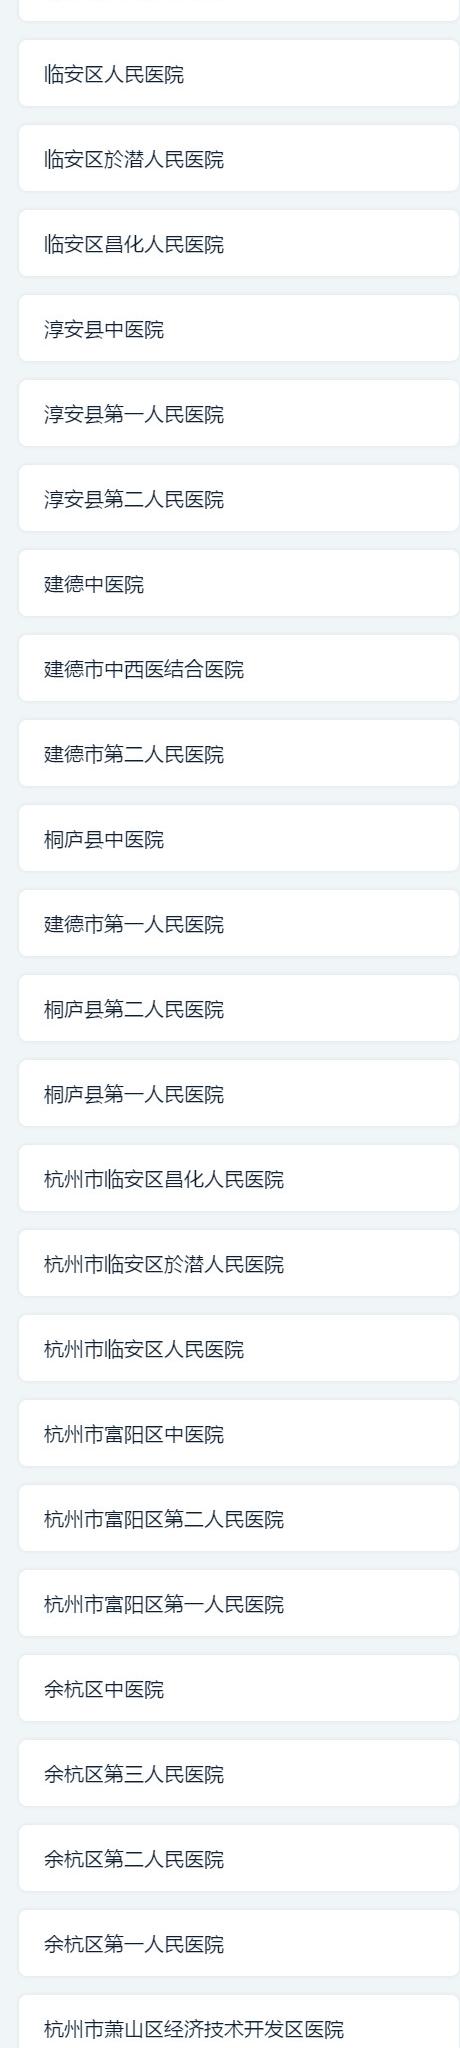 临安区人民医院
临安区於潜人民医院
临安区昌化人民医院
淳安县中医院
淳安县第一人民医院
淳安县第二人民医院
建德中医院
建德市中西医结合医院
建德市第二人民医院
桐庐县中医院
建德市第一人民医院
桐庐县第二人民医院
桐庐县第一人民医院
杭州市临安区昌化人民医院
杭州市临安区於潜人民医院
杭州市临安区人民医院
杭州市富阳区中医院
杭州市富阳区第二人民医院
杭州市富阳区第一人民医院
余杭区中医院
余杭区第三人民医院
余杭区第二人民医院
余杭区第一人民医院
杭州市萧山区经济技术开发区医院